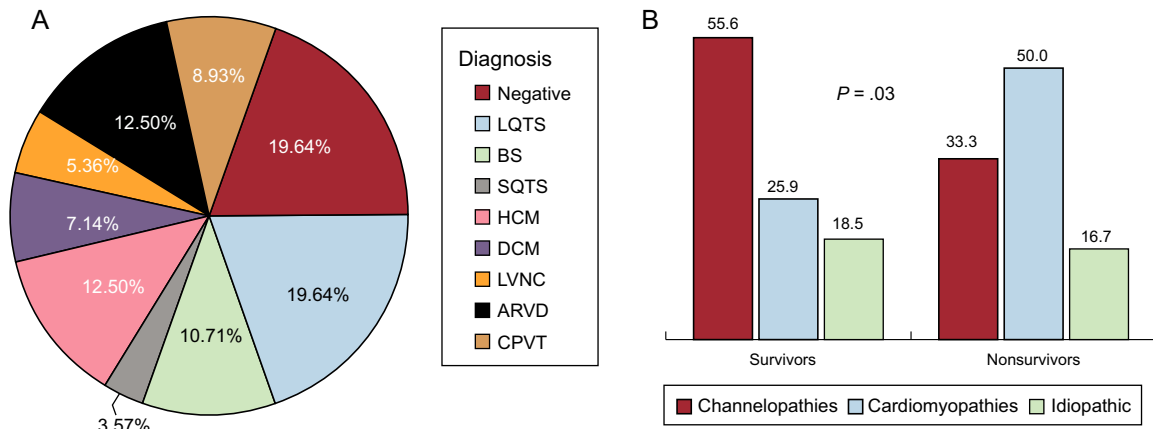 A
8.93%
19.64%
12.50%
5.36%
7.14%
12.50%
19.64%
10.71%
3.57%
Diagnosis
Negative
LQTS
BS
SQTS
HCM
DCM
LVNC
ARVD
CPVT
B
55.6
25.9
18.5
P = .03
33.3
50.0
16.7
Survivors
Nonsurvivors
Channelopathies Cardiomyopathies Idiopathic